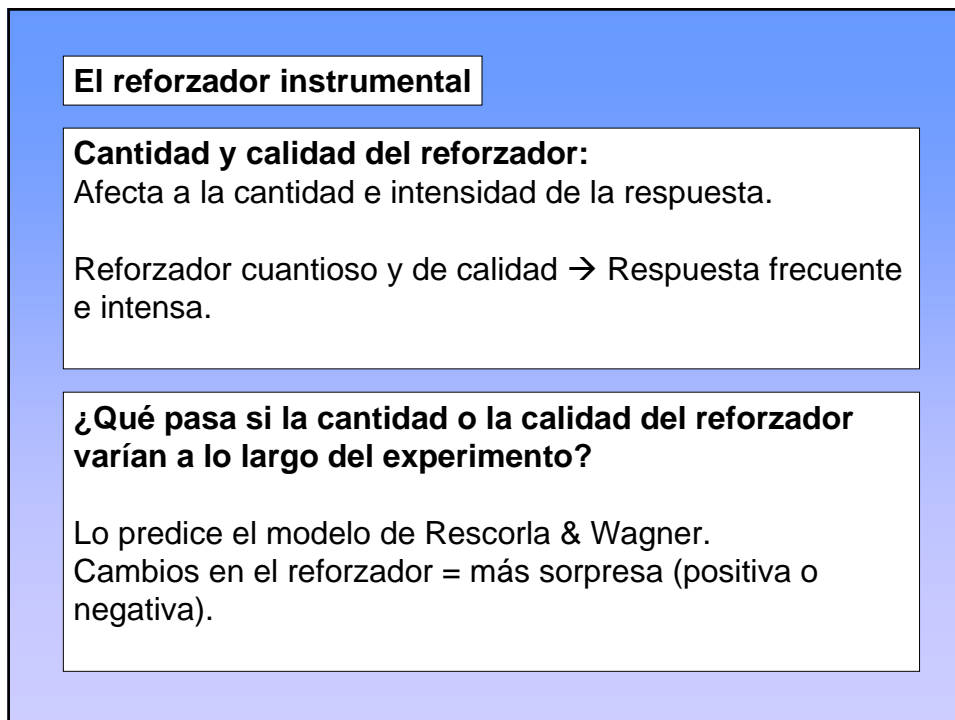 El reforzador instrumental
Cantidad y calidad del reforzador:
Afecta a la cantidad e intensidad de la respuesta.
Reforzador cuantioso y de calidad → Respuesta frecuente
e intensa.
¿Qué pasa si la cantidad o la calidad del reforzador
varían a lo largo del experimento?
Lo predice el modelo de Rescorla & Wagner.
Cambios en el reforzador = más sorpresa (positiva o
negativa).